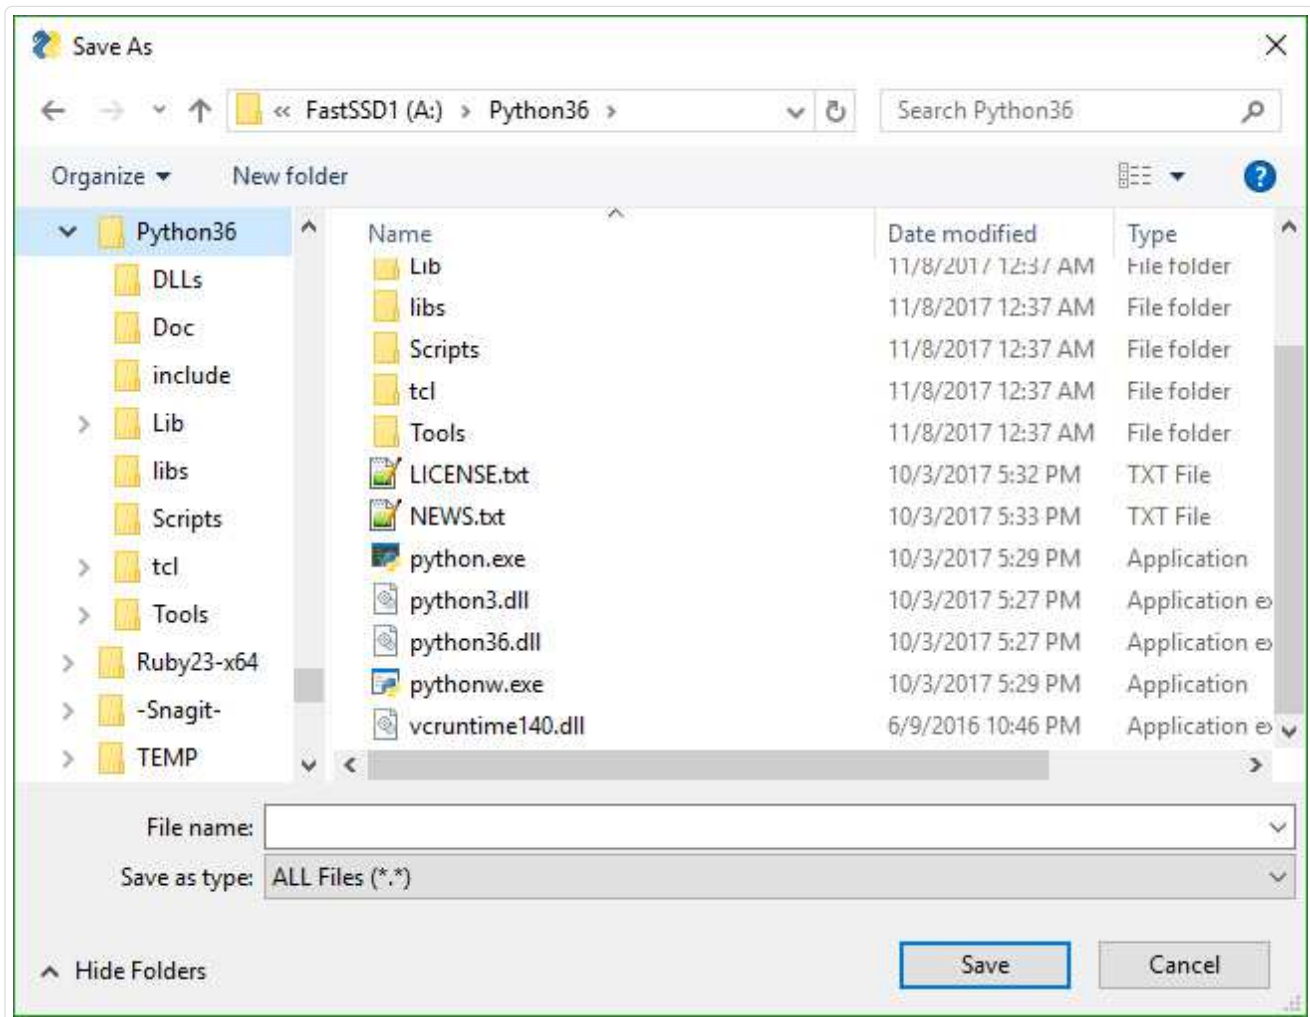 Save As
« FastSSD1 (A:) > Python36 >
Search Python36
Organize
New folder
Python36
DLLs
Doc
include
Lib
libs
Scripts
tcl
Tools
Ruby23-x64
-Snagit-
TEMP
Name Date modified Type
Lib 11/8/2017 12:37 AM File folder
libs 11/8/2017 12:37 AM File folder
Scripts 11/8/2017 12:37 AM File folder
tcl 11/8/2017 12:37 AM File folder
Tools 11/8/2017 12:37 AM File folder
LICENSE.txt 10/3/2017 5:32 PM TXT File
NEWS.txt 10/3/2017 5:33 PM TXT File
python.exe 10/3/2017 5:29 PM Application
python3.dll 10/3/2017 5:27 PM Application ex
python36.dll 10/3/2017 5:27 PM Application ex
pythonw.exe 10/3/2017 5:29 PM Application
vcruntime140.dll 6/9/2016 10:46 PM Application ex
File name:
Save as type: ALL Files (*.*)
Hide Folders
Save
Cancel